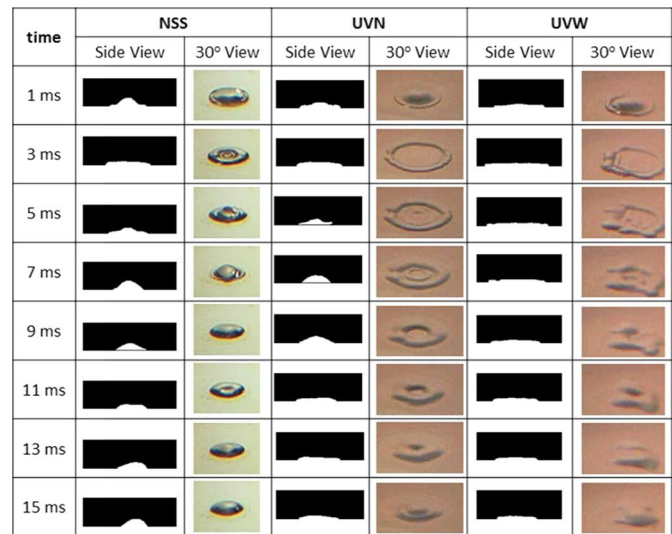 time NSS UVN UVW
Side View 30° View Side View 30° View Side View 30° View
1 ms
3 ms
5 ms
7 ms
9 ms
11 ms
13 ms
15 ms